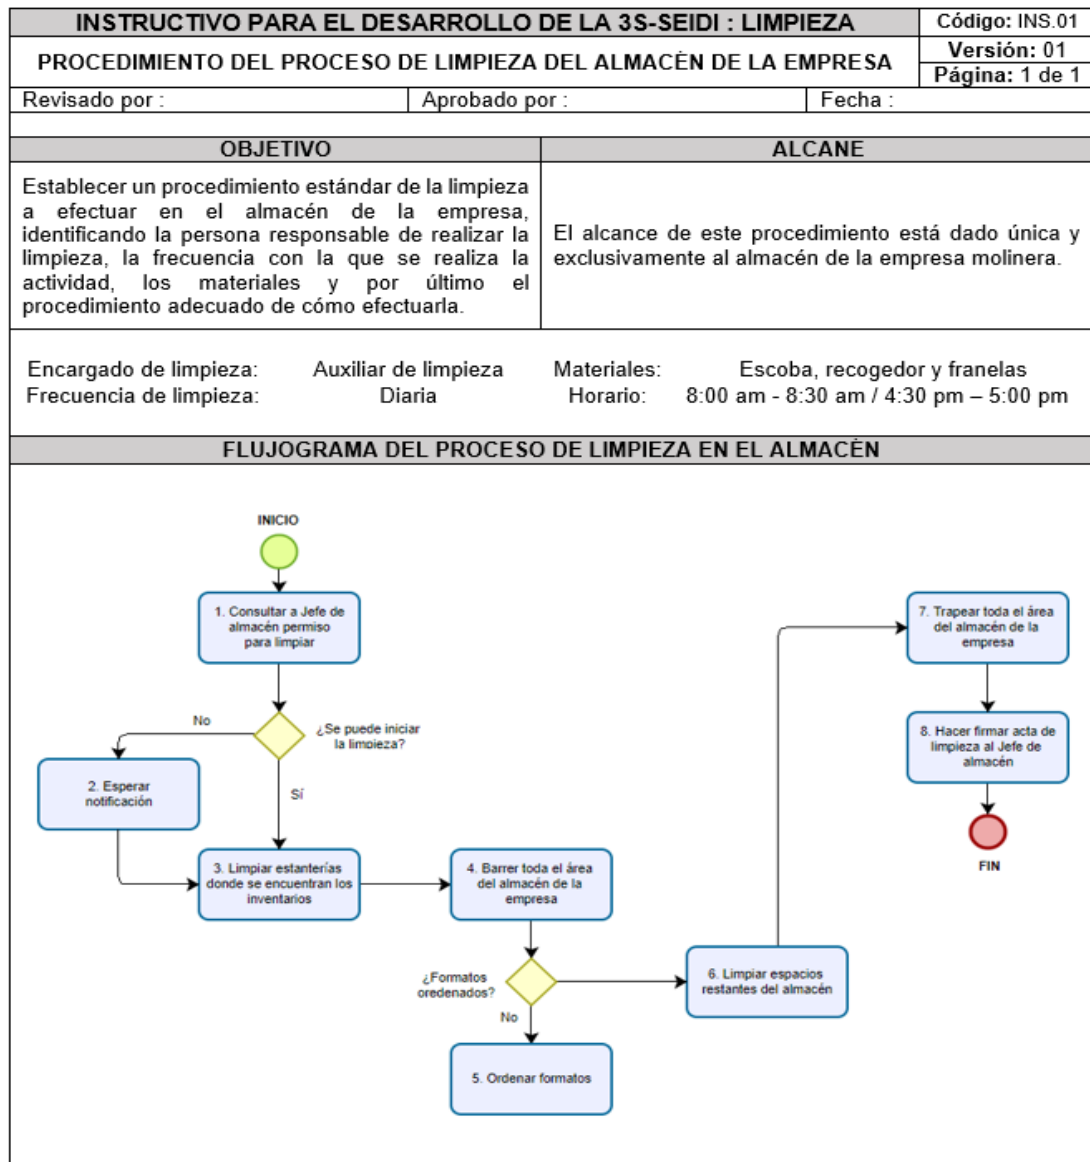 INSTRUCTIVO PARA EL DESARROLLO DE LA 3S-SEIDI : LIMPIEZA
Código: INS.01
PROCEDIMIENTO DEL PROCESO DE LIMPIEZA DEL ALMACÉN DE LA EMPRESA
Versión: 01
Página: 1 de 1
Revisado por :
Aprobado por :
Fecha :
OBJETIVO
ALCANE
Establecer un procedimiento estándar de la limpieza
a efectuar en el almacén de la empresa,
identificando la persona responsable de realizar la
limpieza, la frecuencia con la que se realiza la
actividad, los materiales y por último el
procedimiento adecuado de cómo efectuarla.
El alcance de este procedimiento está dado única y
exclusivamente al almacén de la empresa molinera.
Encargado de limpieza: Auxiliar de limpieza
Materiales: Escoba, recogedor y franelas
Frecuencia de limpieza: Diaria
Horario: 8:00 am - 8:30 am / 4:30 pm – 5:00 pm
FLUJOGRAMA DEL PROCESO DE LIMPIEZA EN EL ALMACÉN
INICIO
1. Consultar a Jefe de
almacén permiso
para limpiar
¿Se puede iniciar
la limpieza?
No
Sí
2. Esperar
notificación
3. Limpiar estanterías
donde se encuentran los
inventarios
4. Barrer toda el área
del almacén de la
empresa
¿Formatos
oredenados?
No
5. Ordenar formatos
6. Limpiar espacios
restantes del almacén
7. Trapear toda el área
del almacén de la
empresa
8. Hacer firmar acta de
limpieza al Jefe de
almacén
FIN